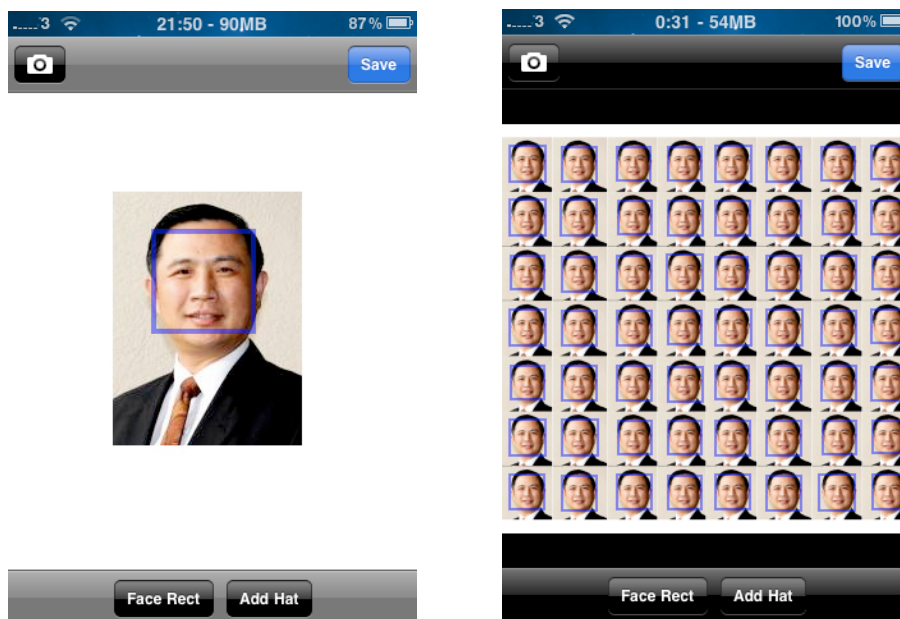 .....3 21:50 - 90MB 87%
Save
Face Rect Add Hat
.....3 0:31 - 54MB 100%
Save
Face Rect Add Hat